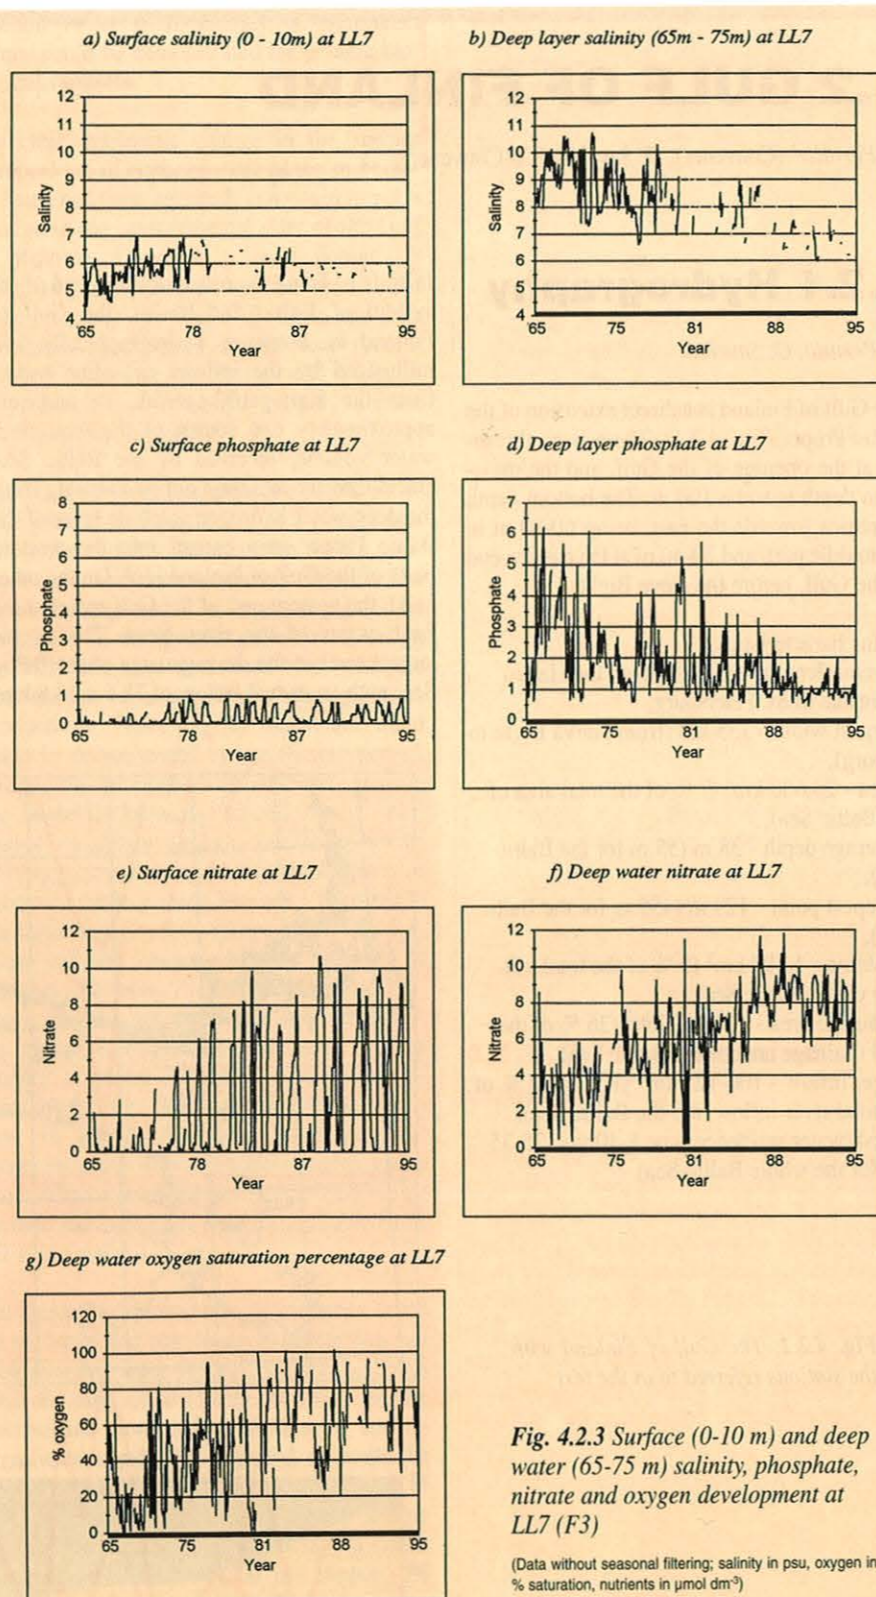 a) Surface salinity (0 - 10m) at LL7
12
11
10
9
8
7
6
5
4
Salinity
65 78 87 95
Year
b) Deep layer salinity (65m - 75m) at LL7
12
11
10
9
8
7
6
5
4
Salinity
65 75 81 88 95
Year
c) Surface phosphate at LL7
8
7
6
5
4
3
2
1
0
Phosphate
65 78 87 95
Year
d) Deep layer phosphate at LL7
7
6
5
4
3
2
1
0
Phosphate
65 75 81 88 95
Year
e) Surface nitrate at LL7
12
10
8
6
4
2
0
Nitrate
65 78 87 95
Year
f) Deep water nitrate at LL7
12
10
8
6
4
2
0
Nitrate
65 75 81 88 95
Year
g) Deep water oxygen saturation percentage at LL7
120
100
80
60
40
20
0
% oxygen
65 75 81 88 95
Year
Fig. 4.2.3 Surface (0-10 m) and deep
water (65-75 m) salinity, phosphate,
nitrate and oxygen development at
LL7 (F3)
(Data without seasonal filtering; salinity in psu, oxygen in
% saturation, nutrients in µmol dm-³)